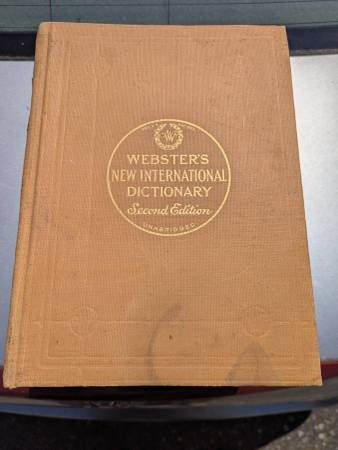 WEBSTER'S
NEW INTERNATIONAL
DICTIONARY
Second Edition
UNABRIDGED